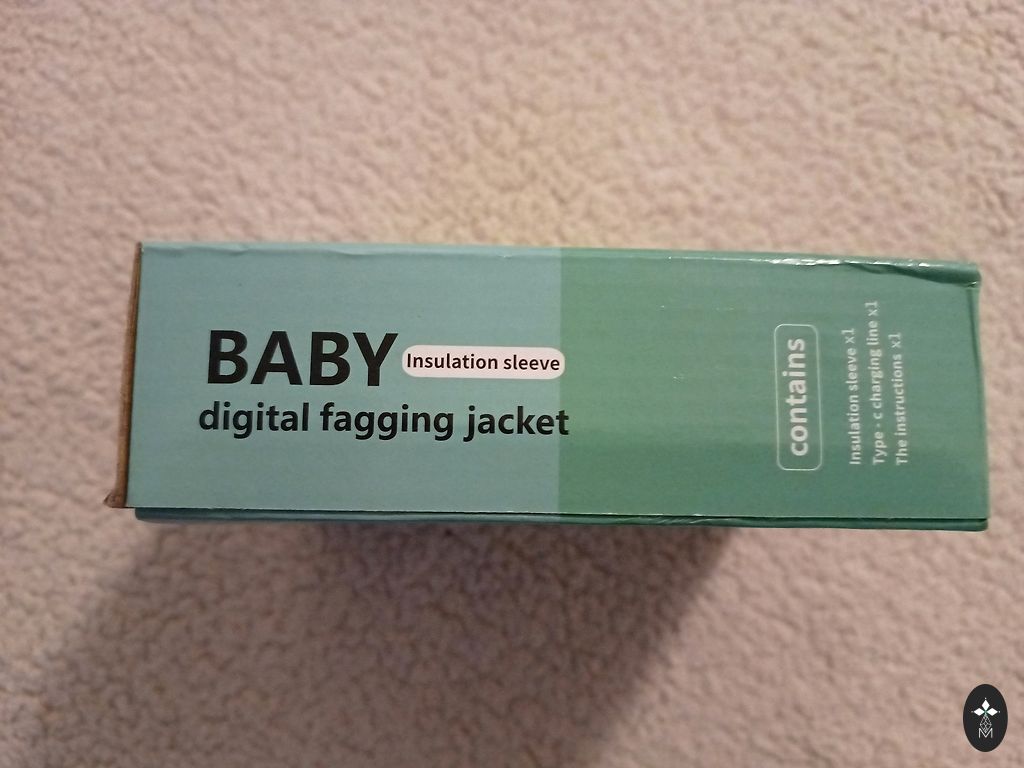 BABY Insulation sleeve
digital fagging jacket
contains
Insulation sleeve x1
Type - c charging line x1
The instructions x1
M